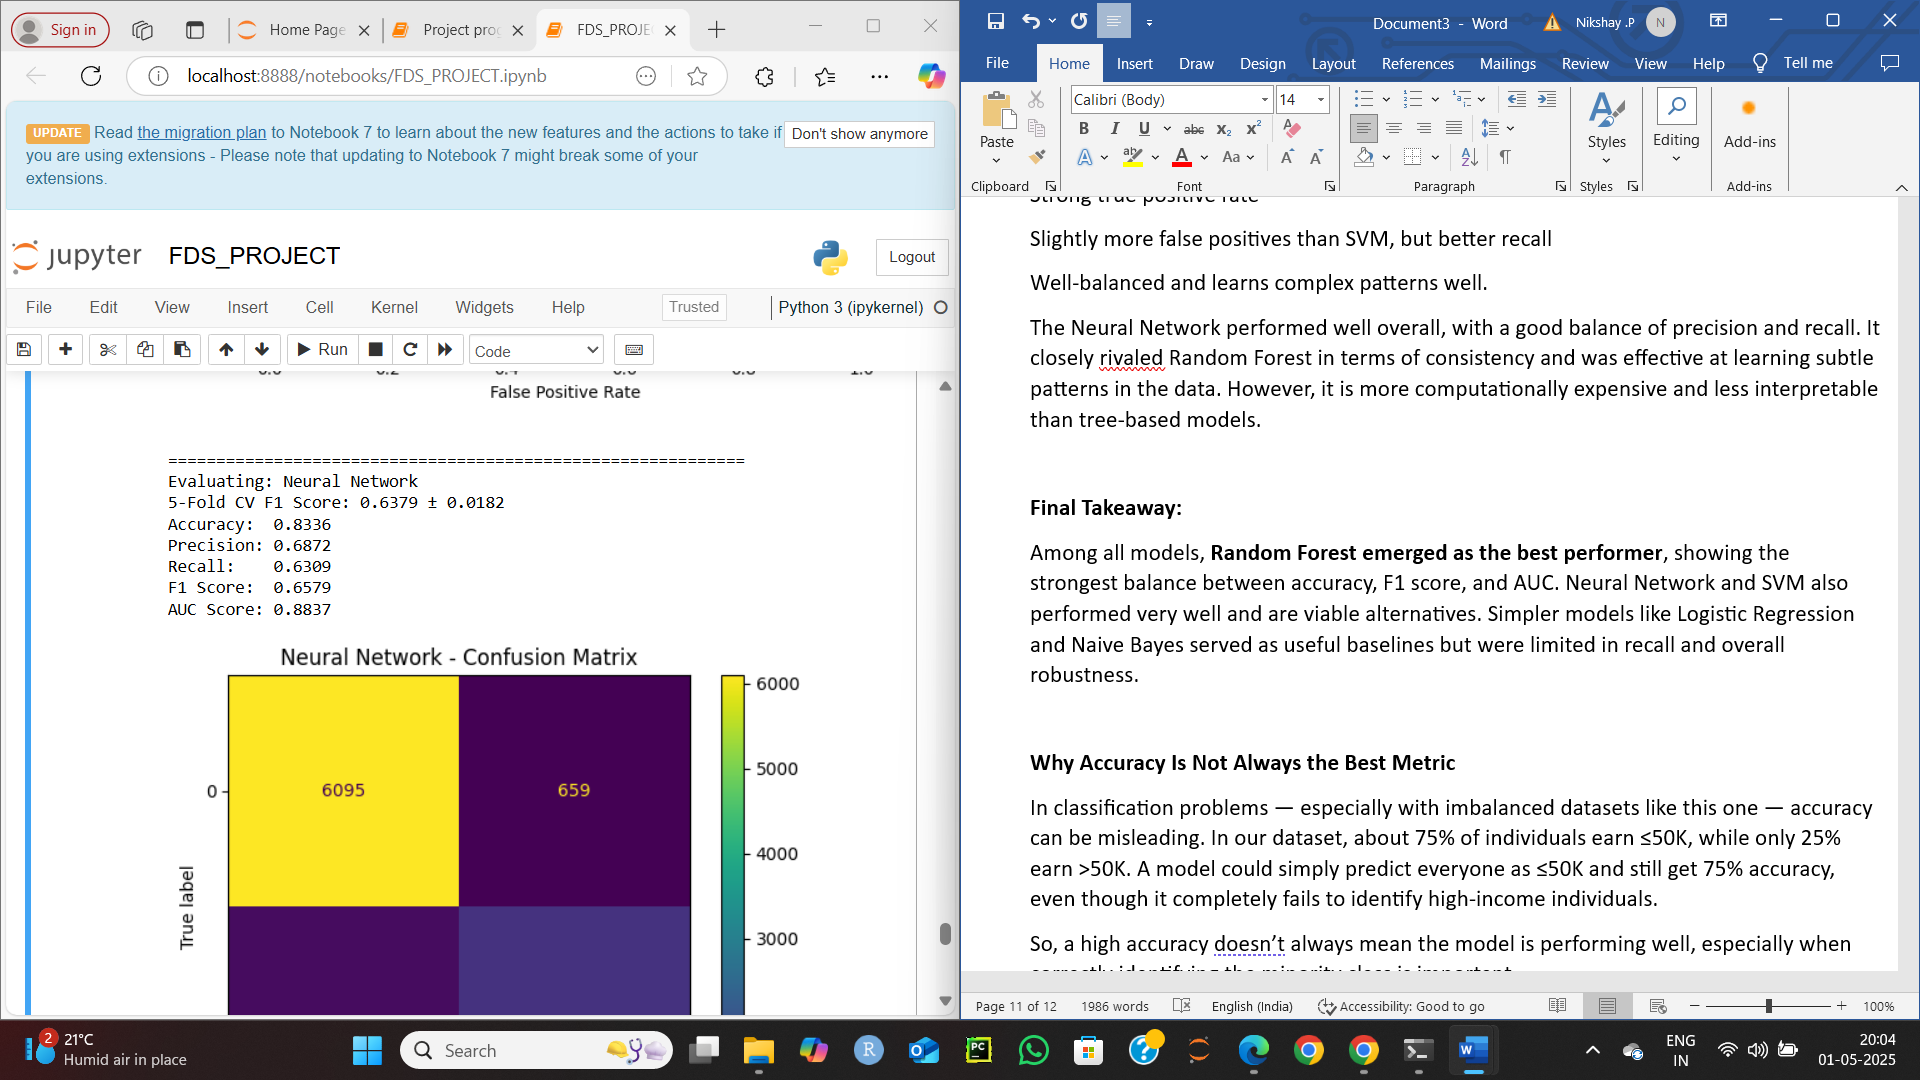 Sign in
Home Page
Project prog
FDS_PROJE
localhost:8888/notebooks/FDS_PROJECT.ipynb
UPDATE Read the migration plan to Notebook 7 to learn about the new features and the actions to take if
you are using extensions - Please note that updating to Notebook 7 might break some of your
extensions.
Don't show anymore
jupyter FDS_PROJECT
Logout
File Edit View Insert Cell Kernel Widgets Help
Trusted
Python 3 (ipykernel)
Run
Code
False Positive Rate
============================================================
Evaluating: Neural Network
5-Fold CV F1 Score: 0.6379 ± 0.0182
Accuracy: 0.8336
Precision: 0.6872
Recall: 0.6309
F1 Score: 0.6579
AUC Score: 0.8837
Neural Network - Confusion Matrix
6000
5000
4000
3000
0
6095 659
True label
Document3 - Word
Nikshay .P
N
File Home Insert Draw Design Layout References Mailings Review View Help Tell me
Paste
Clipboard
Calibri (Body) 14
Font
Paragraph
Styles
Styles
Editing
Add-ins
Add-ins
Strong true positive rate
Slightly more false positives than SVM, but better recall
Well-balanced and learns complex patterns well.
The Neural Network performed well overall, with a good balance of precision and recall. It
closely rivaled Random Forest in terms of consistency and was effective at learning subtle
patterns in the data. However, it is more computationally expensive and less interpretable
than tree-based models.
Final Takeaway:
Among all models, Random Forest emerged as the best performer, showing the
strongest balance between accuracy, F1 score, and AUC. Neural Network and SVM also
performed very well and are viable alternatives. Simpler models like Logistic Regression
and Naive Bayes served as useful baselines but were limited in recall and overall
robustness.
Why Accuracy Is Not Always the Best Metric
In classification problems — especially with imbalanced datasets like this one — accuracy
can be misleading. In our dataset, about 75% of individuals earn ≤50K, while only 25%
earn >50K. A model could simply predict everyone as ≤50K and still get 75% accuracy,
even though it completely fails to identify high-income individuals.
So, a high accuracy doesn’t always mean the model is performing well, especially when
correctly identifying the minority class is important
Page 11 of 12
1986 words
English (India)
Accessibility: Good to go
100%
2
21°C
Humid air in place
Search
ENG
IN
20:04
01-05-2025